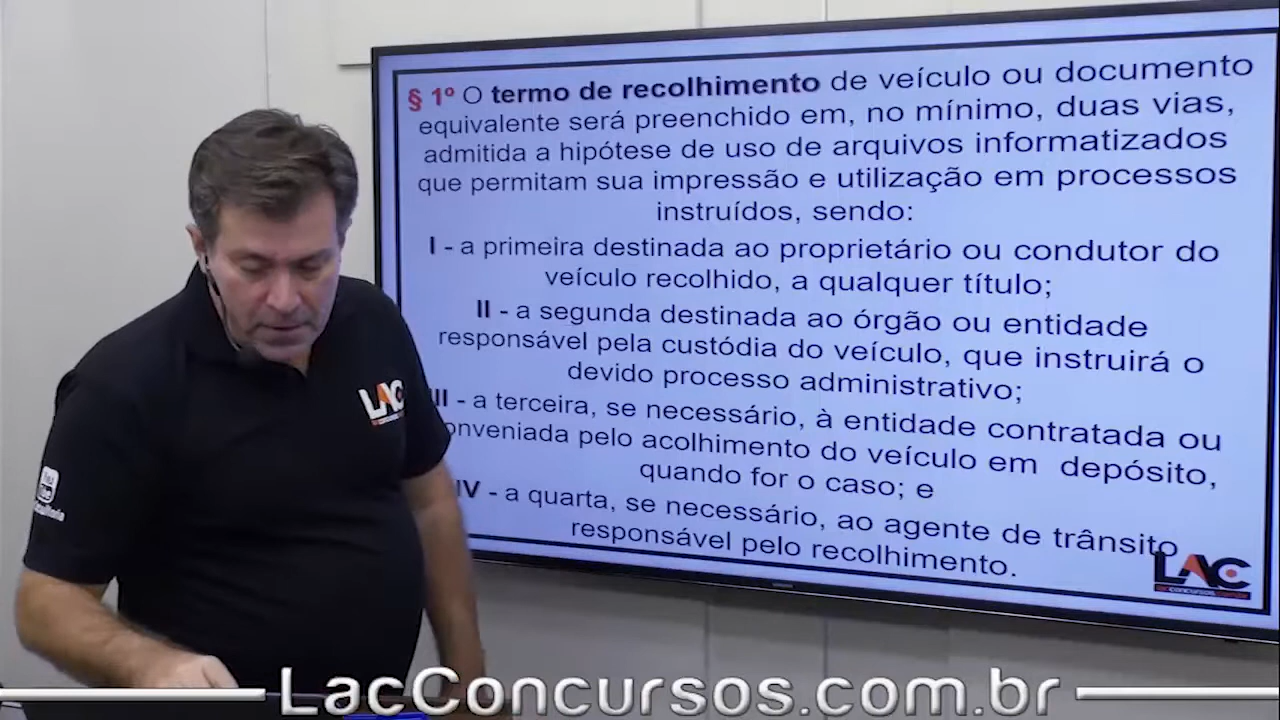 § 1º O termo de recolhimento de veículo ou documento
equivalente será preenchido em, no mínimo, duas vias,
admitida a hipótese de uso de arquivos informatizados
que permitam sua impressão e utilização em processos
instruídos, sendo:
I - a primeira destinada ao proprietário ou condutor do
veículo recolhido, a qualquer título;
II - a segunda destinada ao órgão ou entidade
responsável pela custódia do veículo, que instruirá o
devido processo administrativo;
III - a terceira, se necessário, à entidade contratada ou
onveniada pelo acolhimento do veículo em depósito,
quando for o caso; e
IV - a quarta, se necessário, ao agente de trânsito
responsável pelo recolhimento.
LAC
LAC
LacConcursos.com.br